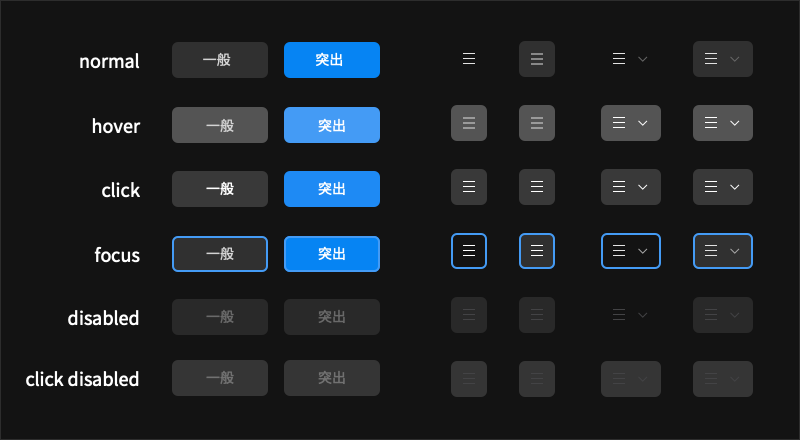 normal 一般 突出
hover 一般 突出
click 一般 突出
focus 一般 突出
disabled 一般 突出
click disabled 一般 突出